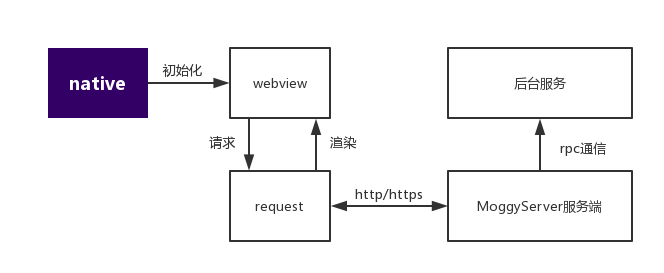 native
初始化
webview
后台服务
请求
渲染
rpc通信
request
http/https
MoggyServer服务端